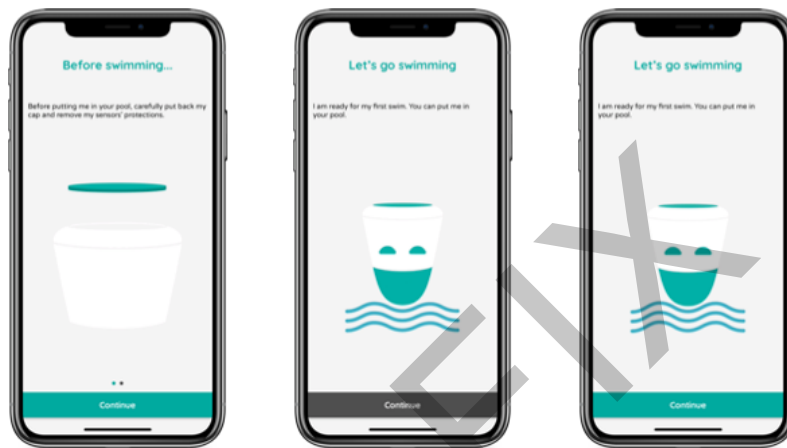 Before swimming...
Before putting me in your pool, carefully put back my
cap and remove my sensors' protections.
Continue
Let's go swimming
I am ready for my first swim. You can put me in
your pool.
Continue
Let's go swimming
I am ready for my first swim. You can put me in
your pool.
Continue